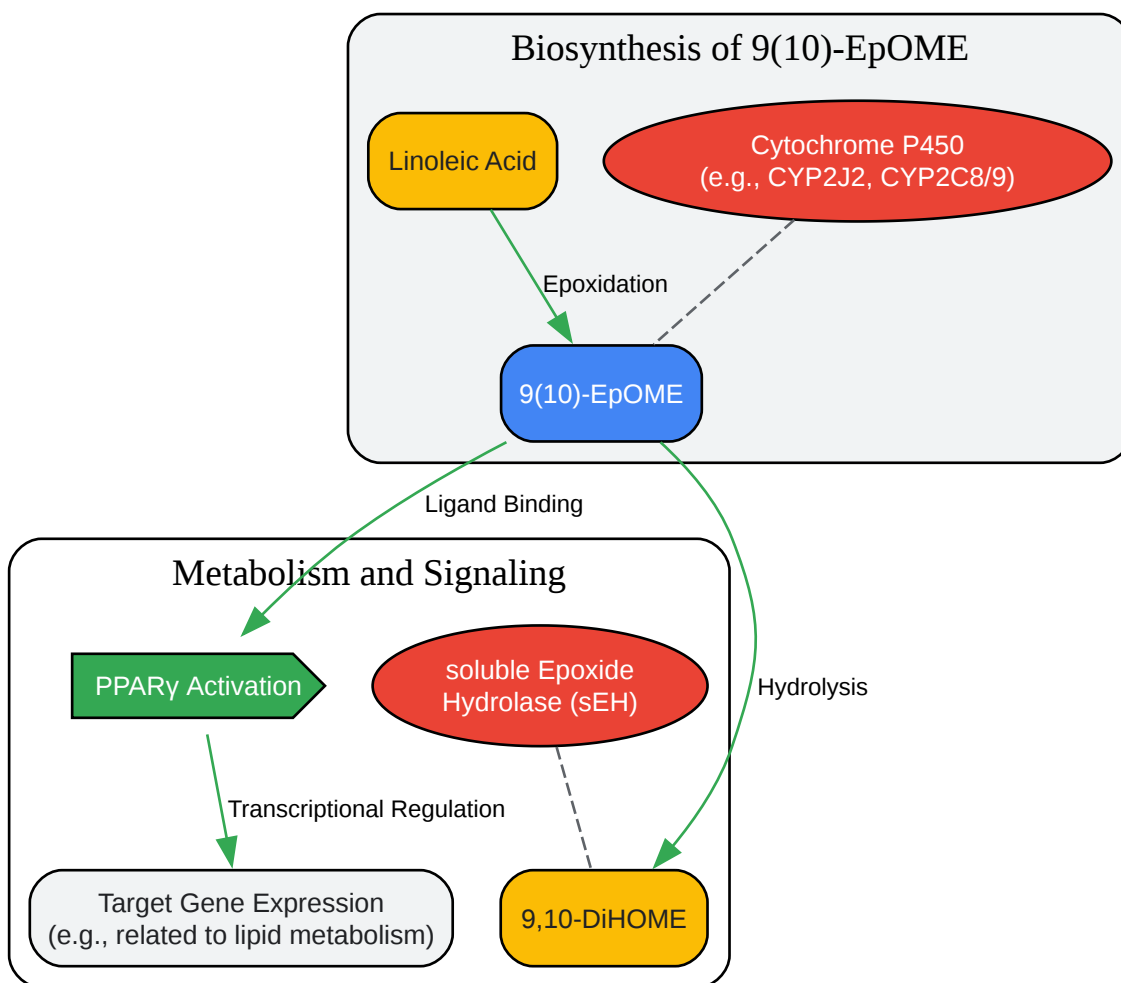 Biosynthesis of 9(10)-EpOME
Linoleic Acid
Cytochrome P450
(e.g., CYP2J2, CYP2C8/9)
Epoxidation
9(10)-EpOME
Ligand Binding
Metabolism and Signaling
PPARγ Activation
soluble Epoxide
Hydrolase (sEH)
Hydrolysis
Transcriptional Regulation
Target Gene Expression
(e.g., related to lipid metabolism)
9,10-DiHOME